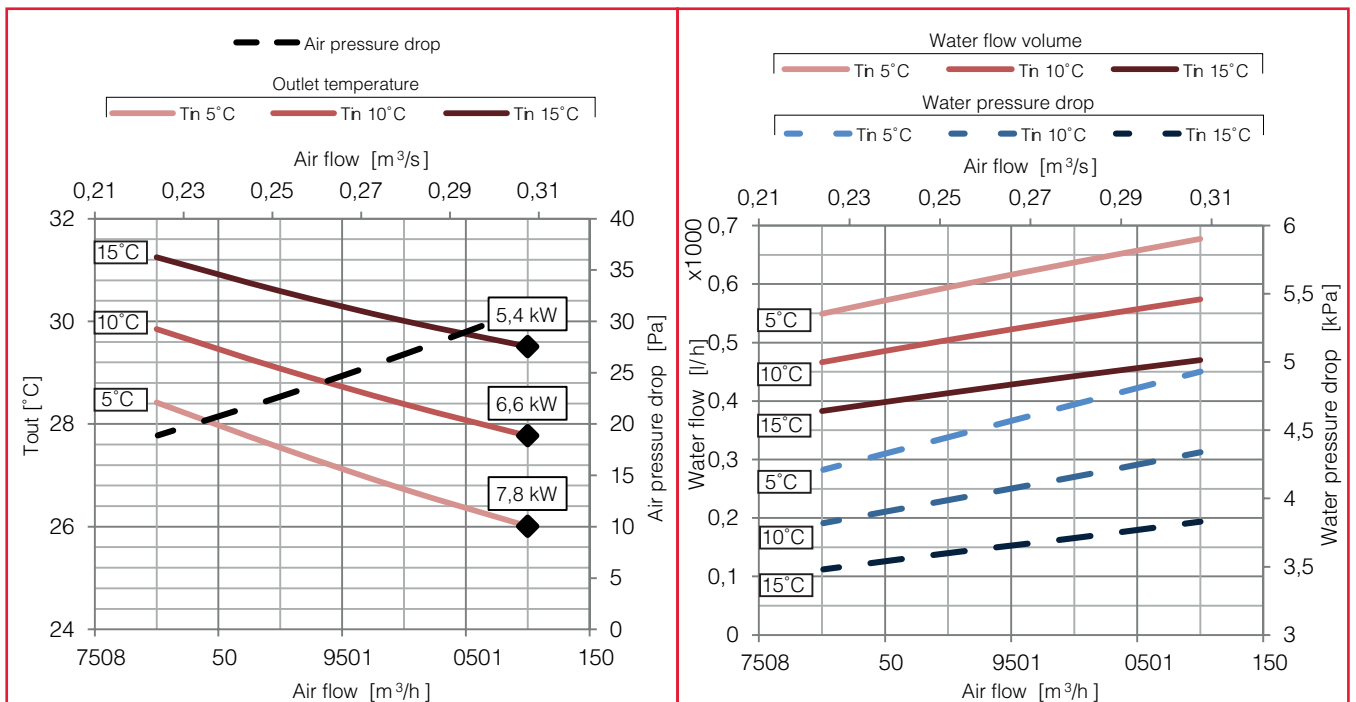 Air pressure drop
Outlet temperature
Tin 5˚C Tin 10˚C Tin 15˚C
Air flow [m³/s]
0,21 0,23 0,25 0,27 0,29 0,31
32 40
15˚C
35
30 10˚C 5,4 kW 30
25
28 5˚C 6,6 kW 20
15
7,8 kW
26 10
5
24 0
Tout [˚C]
Air pressure drop [Pa]
7508 50 9501 0501 150
Air flow [m³/h]
Water flow volume
Tin 5˚C Tin 10˚C Tin 15˚C
Water pressure drop
Tin 5˚C Tin 10˚C Tin 15˚C
Air flow [m³/s]
0,21 0,23 0,25 0,27 0,29 0,31
0,7 6
x1000
0,6
5,5
5˚C
0,5
5
10˚C
0,4
15˚C
4,5
0,3
5˚C
4
0,2
10˚C
3,5
0,1 15˚C
0 3
Water flow [l/h]
Water pressure drop [kPa]
7508 50 9501 0501 150
Air flow [m³/h]